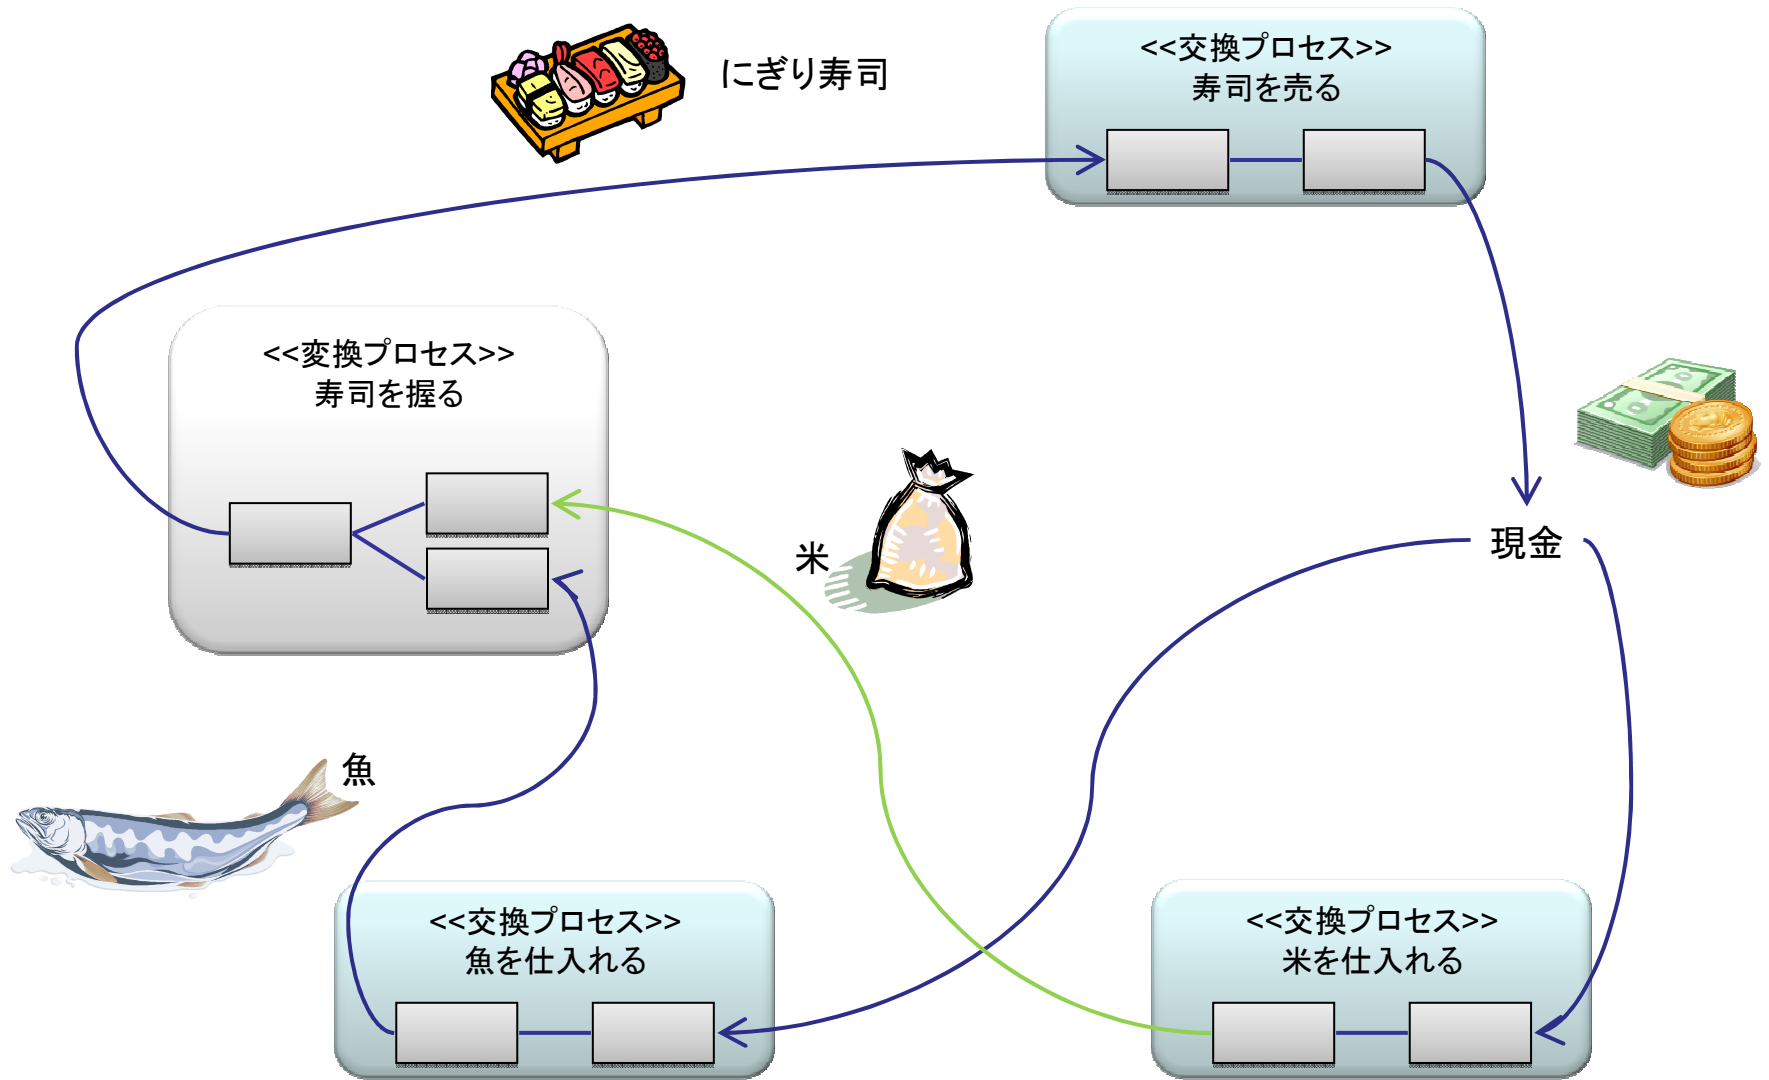 にぎり寿司
<<交換プロセス>>
寿司を売る
<<変換プロセス>>
寿司を握る
米
現金
魚
<<交換プロセス>>
魚を仕入れる
<<交換プロセス>>
米を仕入れる